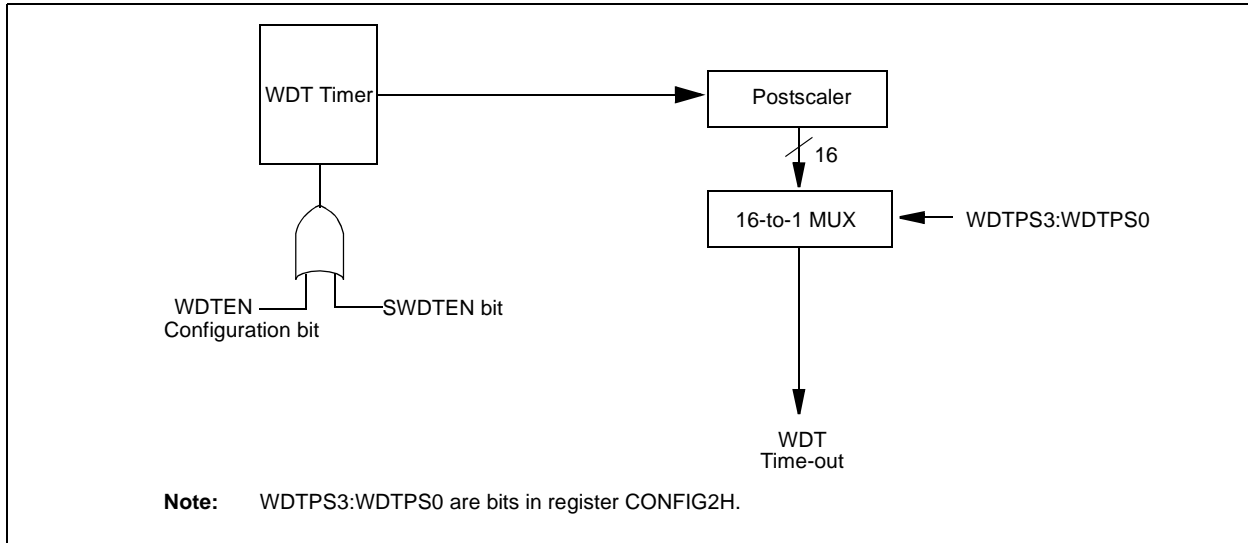 WDT Timer
Postscaler
16
16-to-1 MUX
WDTPS3:WDTPS0
WDTEN
Configuration bit
SWDTEN bit
WDT
Time-out
Note: WDTPS3:WDTPS0 are bits in register CONFIG2H.